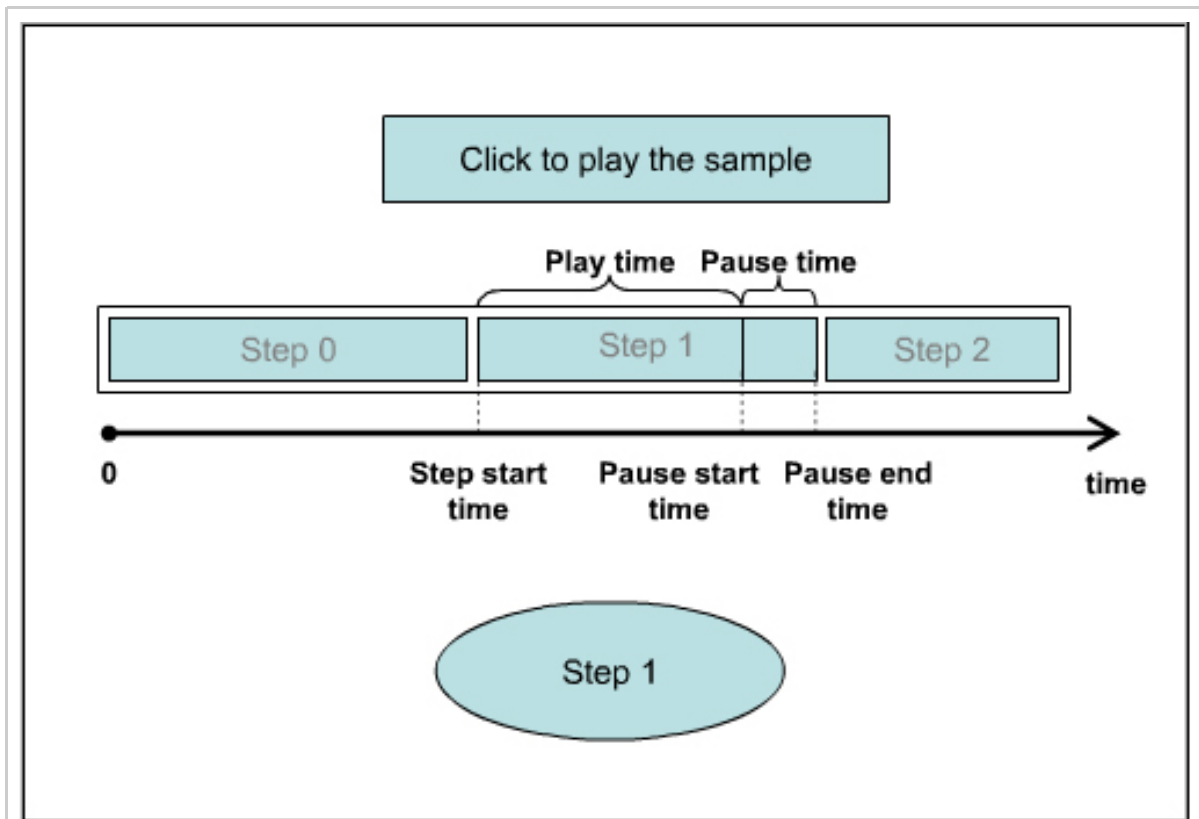 Click to play the sample
Play time Pause time
Step 0 Step 1 Step 2
0 Step start time Pause start time Pause end time time
Step 1